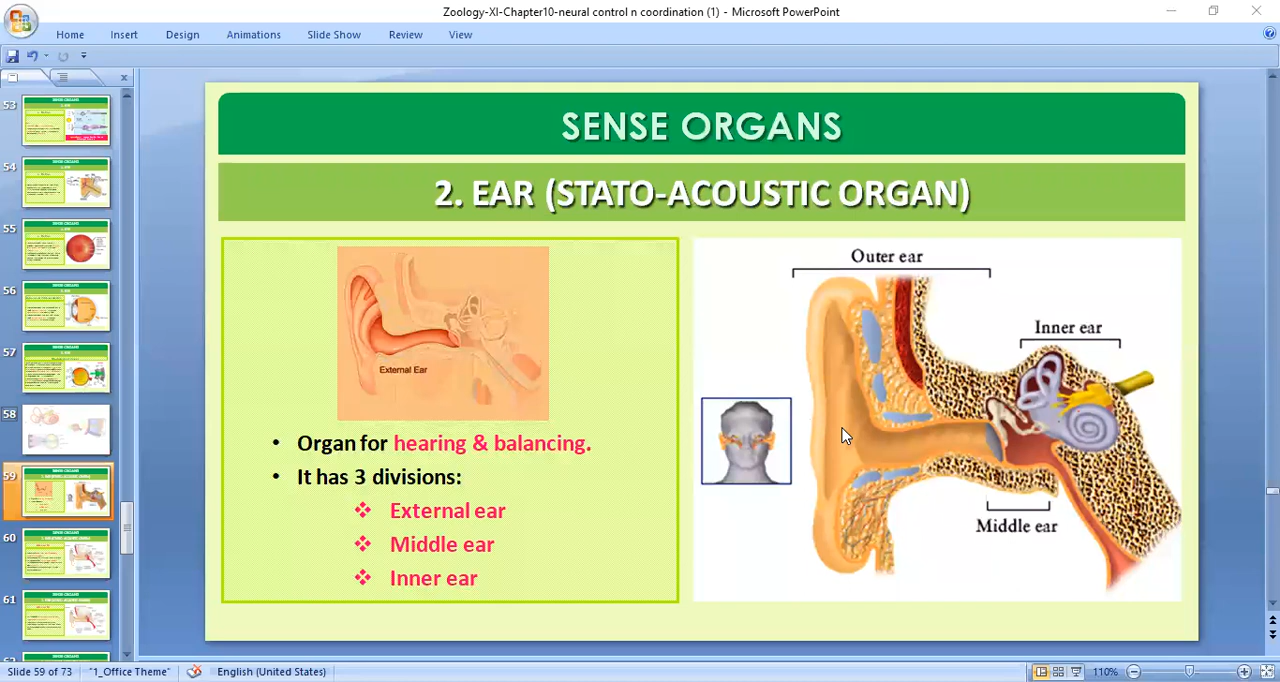 Zoology-XI-Chapter10-neural control n coordination (1) - Microsoft PowerPoint
Home Insert Design Animations Slide Show Review View
53
54
55
56
57
58
59
60
61
SENSE ORGANS
2. EAR (STATO-ACOUSTIC ORGAN)
External Ear
• Organ for hearing & balancing.
• It has 3 divisions:
❖ External ear
❖ Middle ear
❖ Inner ear
Outer ear
Inner ear
Middle ear
Slide 59 of 73 "1_Office Theme" English (United States) 110%